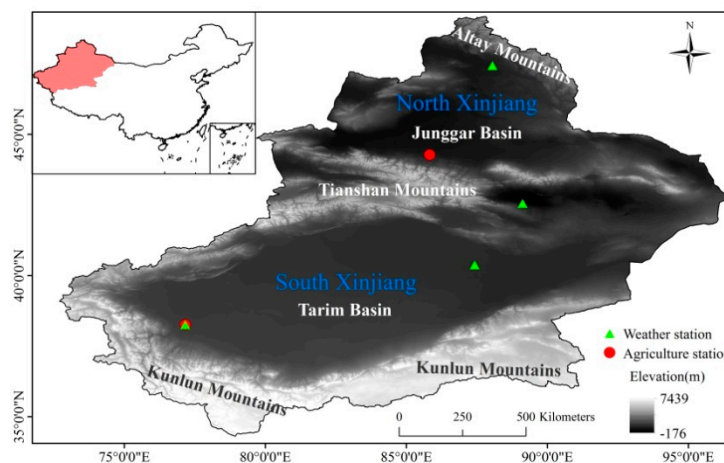 N
Altay Mountains
North Xinjiang
45°0'0"N
Junggar Basin
Tianshan Mountains
40°0'0"N
South Xinjiang
Tarim Basin
Weather station
Kunlun Mountains
Agriculture station
Kunlun Mountains
Elevation(m)
7439
-176
0 250 500 Kilometers
35°0'0"N
75°0'0"E 80°0'0"E 85°0'0"E 90°0'0"E 95°0'0"E